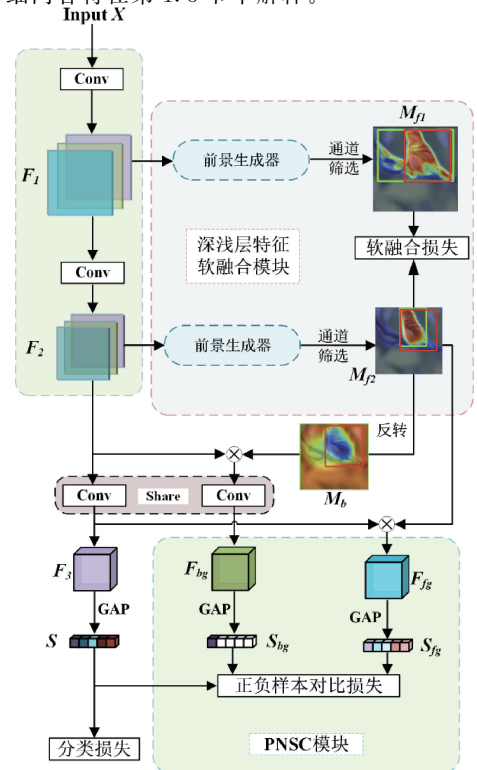 Input X
Conv
F1
前景生成器
通道
筛选
Mf1
深浅层特征
软融合模块
软融合损失
Conv
F2
前景生成器
通道
筛选
Mf2
反转
Mb
Conv
Share
Conv
F3
Fbg
Ffg
GAP
GAP
GAP
S
Sbg
Sfg
正负样本对比损失
分类损失
PNSC模块